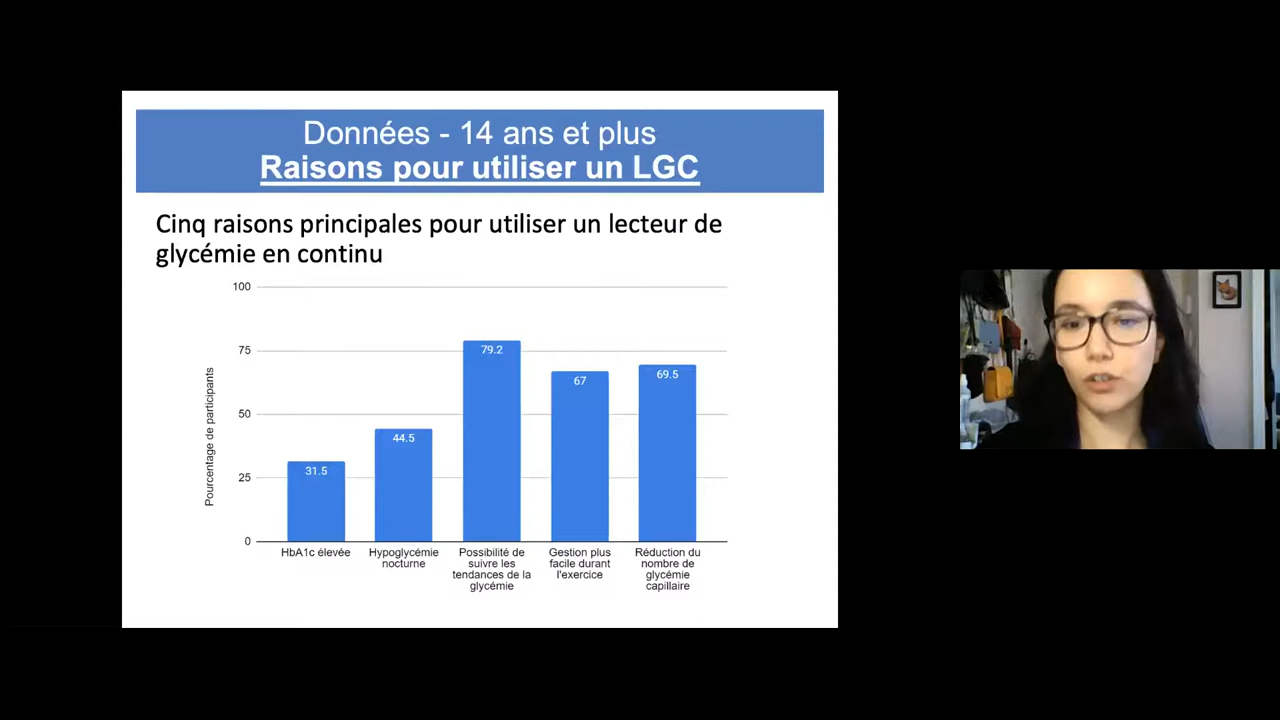 Données - 14 ans et plus
Raisons pour utiliser un LGC
Cinq raisons principales pour utiliser un lecteur de
glycémie en continu
Pourcentage de participants
100
75
50
25
0
31.5
44.5
79.2
67
69.5
HbA1c élevée
Hypoglycémie
nocturne
Possibilité de
suivre les
tendances de la
glycémie
Gestion plus
facile durant
l'exercice
Réduction du
nombre de
glycémie
capillaire